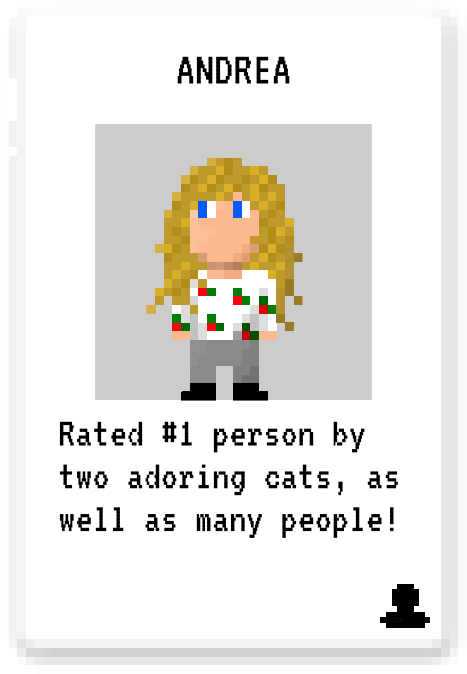 ANDREA
Rated #1 person by
two adoring cats, as
well as many people!